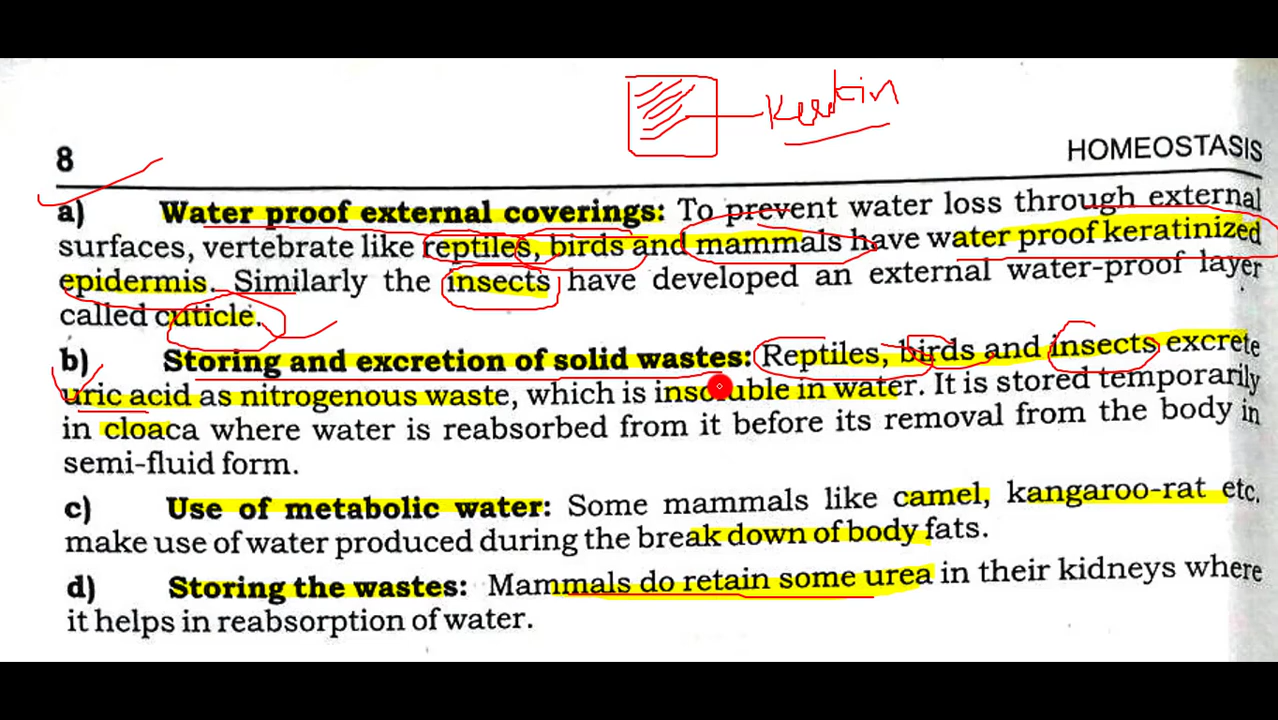 Keratin
8 HOMEOSTASIS
a) Water proof external coverings: To prevent water loss through external
surfaces, vertebrate like reptiles, birds and mammals have water proof keratinized
epidermis. Similarly the insects have developed an external water-proof layer
called cuticle.
b) Storing and excretion of solid wastes: Reptiles, birds and insects excrete
uric acid as nitrogenous waste, which is insoluble in water. It is stored temporarily
in cloaca where water is reabsorbed from it before its removal from the body in
semi-fluid form.
c) Use of metabolic water: Some mammals like camel, kangaroo-rat etc.
make use of water produced during the break down of body fats.
d) Storing the wastes: Mammals do retain some urea in their kidneys where
it helps in reabsorption of water.